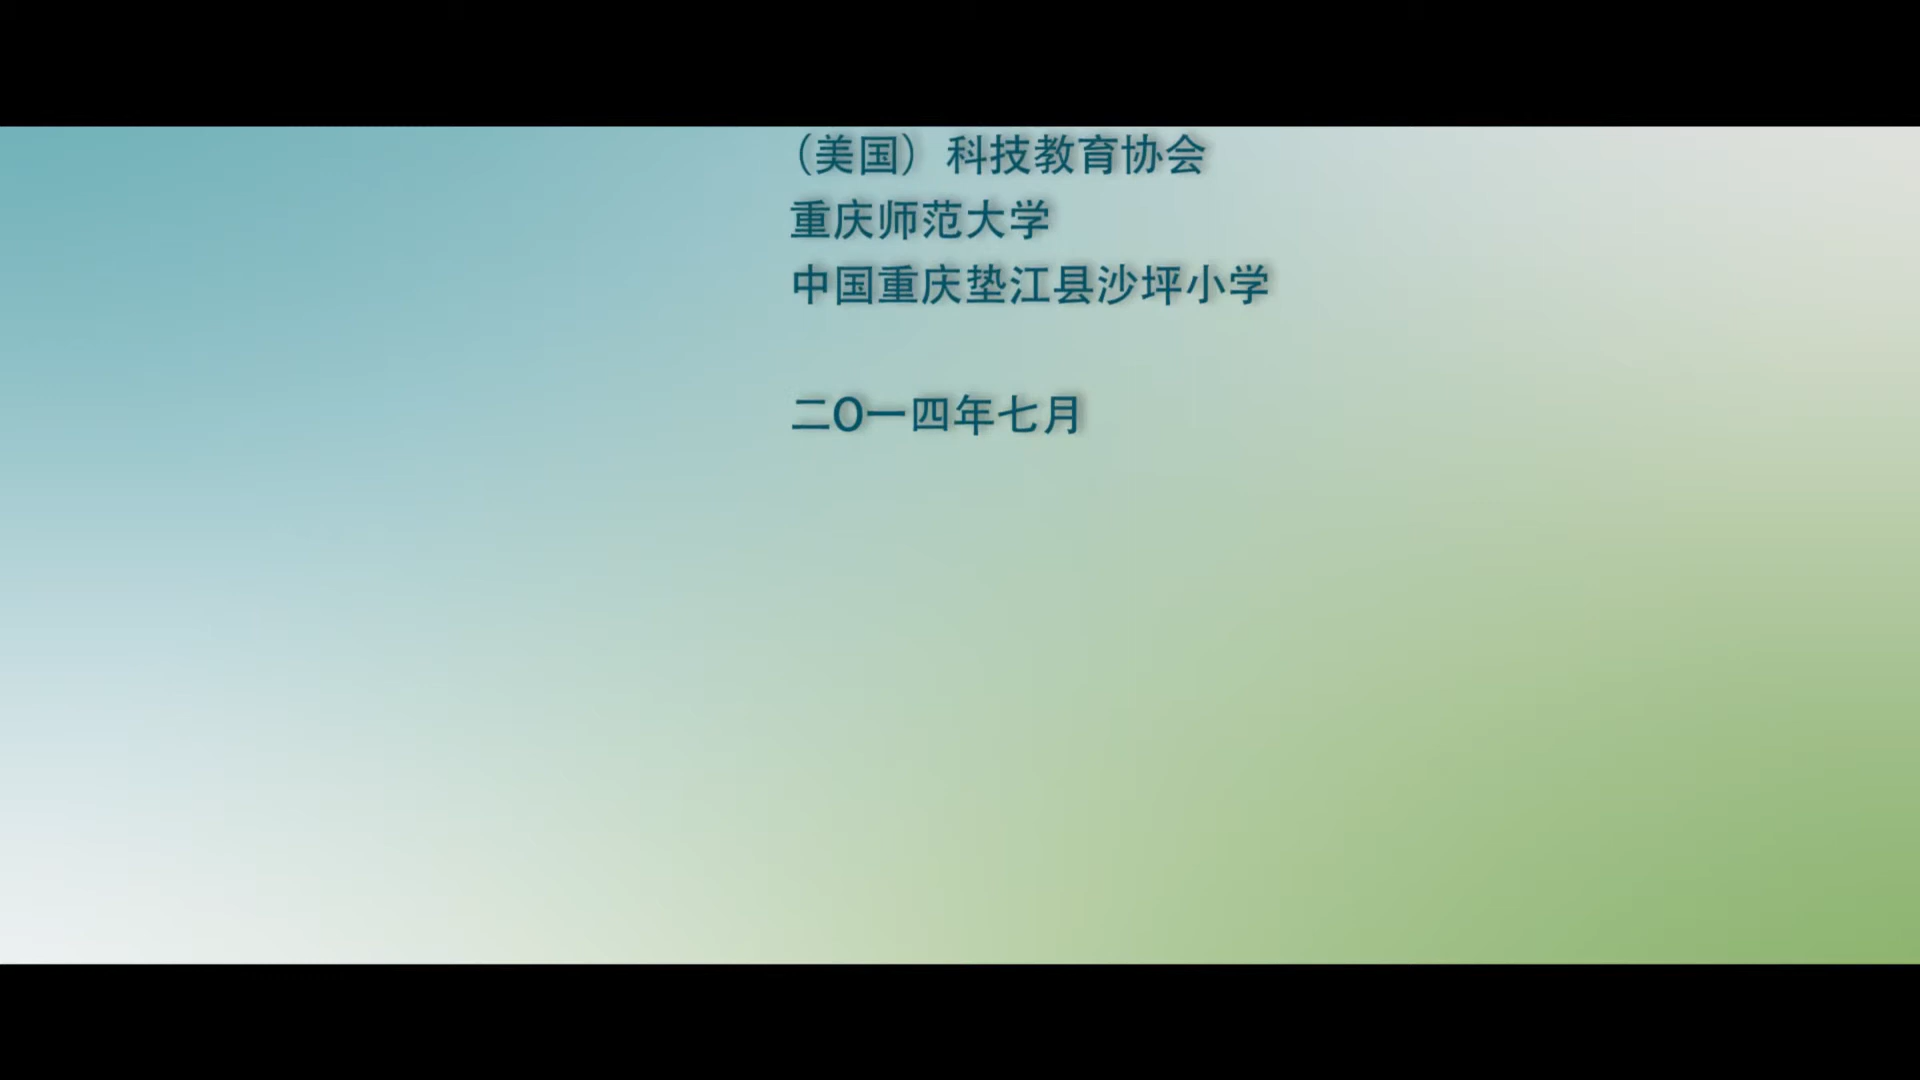 （美国）科技教育协会
重庆师范大学
中国重庆垫江县沙坪小学
二〇一四年七月